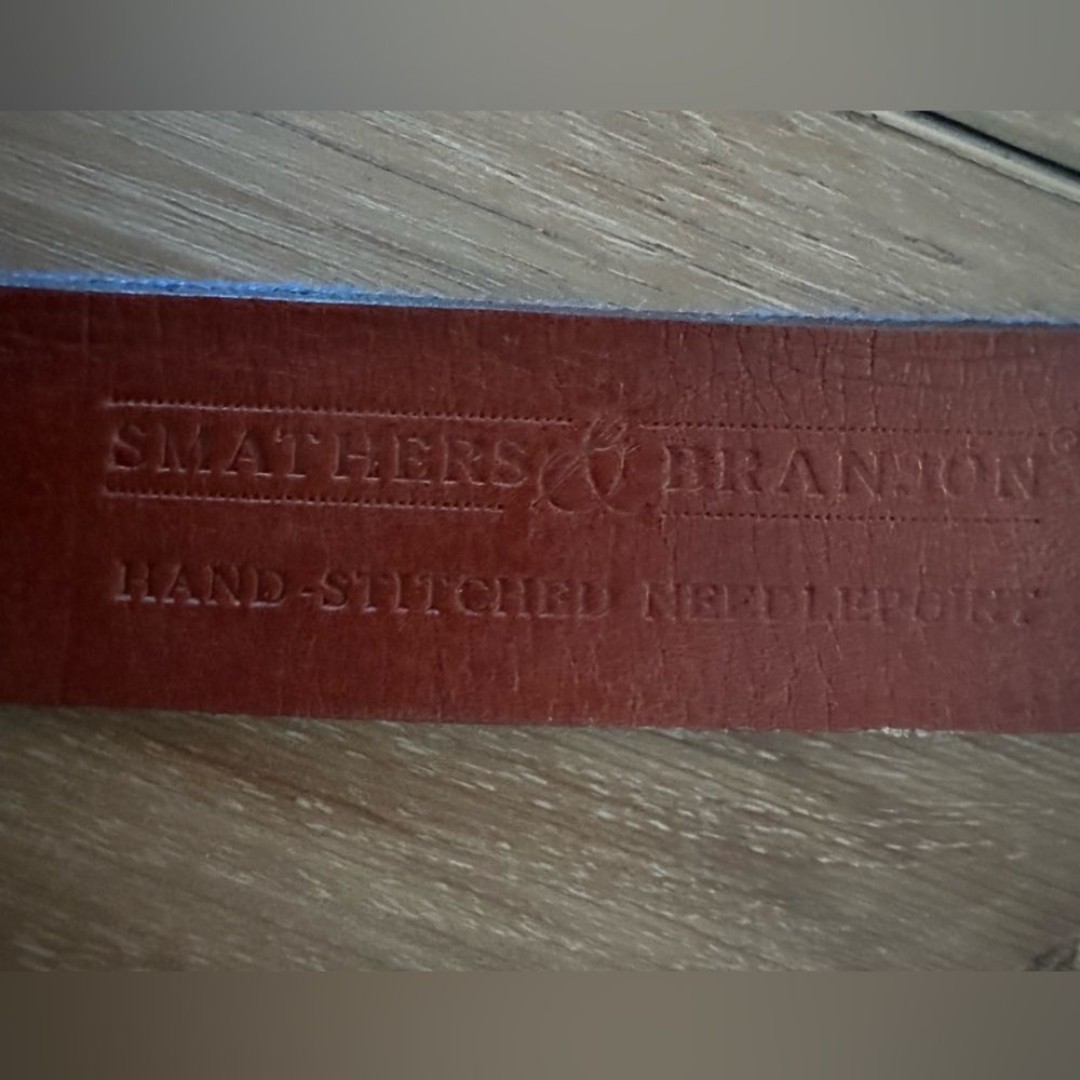 SMATHERS & BRANSON®
HAND-STITCHED NEEDLEPOINT